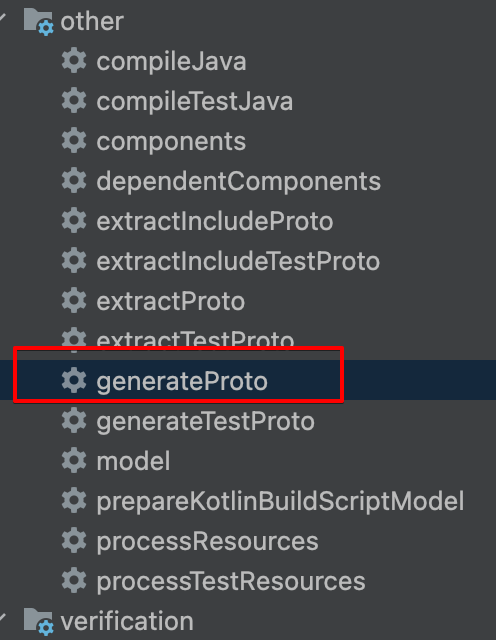 other
compileJava
compileTestJava
components
dependentComponents
extractIncludeProto
extractIncludeTestProto
extractProto
extractTestProto
generateProto
generateTestProto
model
prepareKotlinBuildScriptModel
processResources
processTestResources
verification